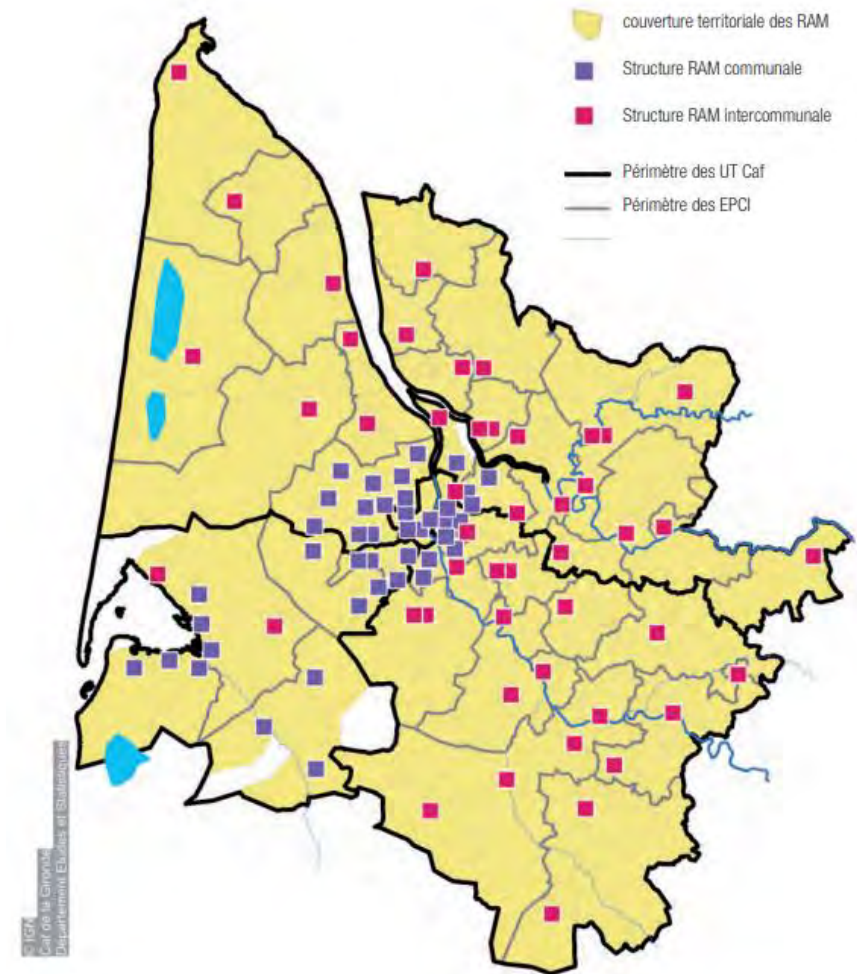 couverture territoriale des RAM
Structure RAM communale
Structure RAM intercommunale
Périmètre des UT Caf
Périmètre des EPCI
© IGN
Caf de la Gironde
Département Etudes et Statistiques